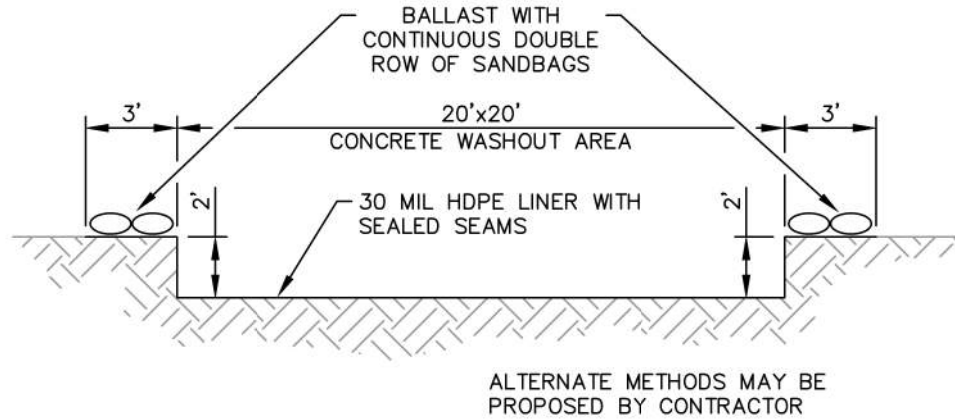 BALLAST WITH
CONTINUOUS DOUBLE
ROW OF SANDBAGS
3'
20'x20'
3'
CONCRETE WASHOUT AREA
2'
30 MIL HDPE LINER WITH
SEALED SEAMS
2'
ALTERNATE METHODS MAY BE
PROPOSED BY CONTRACTOR